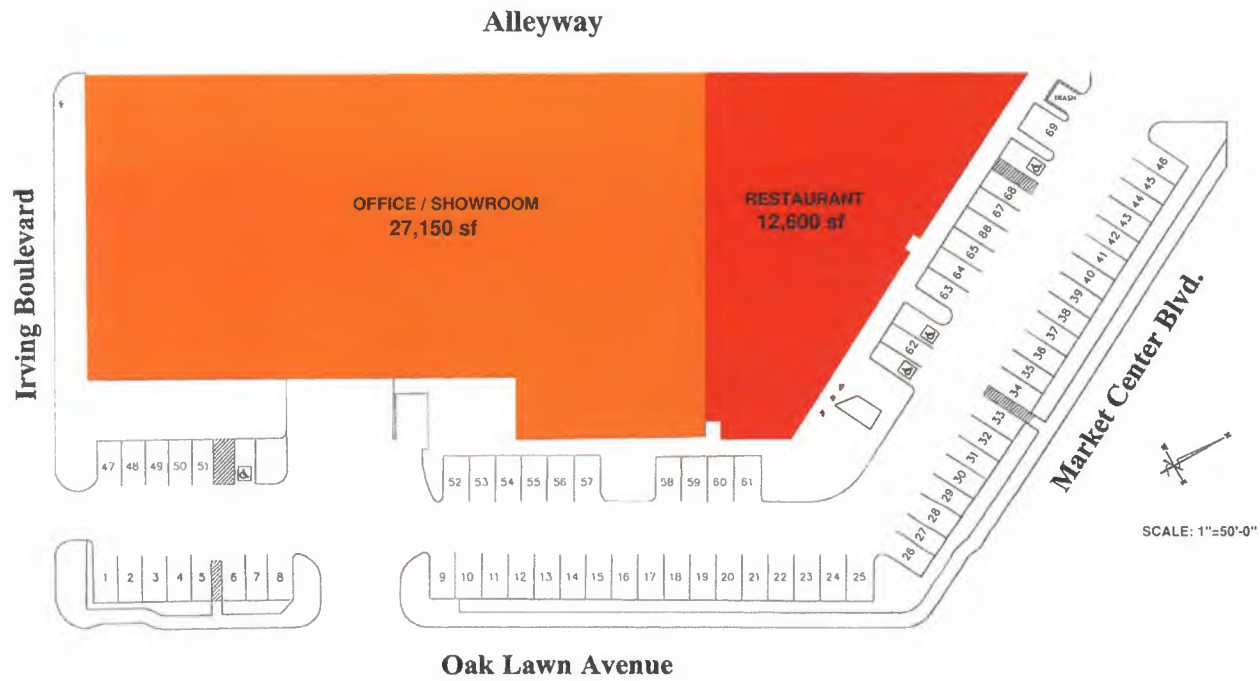 Alleyway
Irving Boulevard
OFFICE / SHOWROOM
27,150 sf
RESTAURANT
12,600 sf
TRASH
69
68
67
66
65
64
63
62
46
45
44
43
42
41
40
39
38
37
36
35
34
33
32
31
30
29
28
27
26
Market Center Blvd.
SCALE: 1"=50'-0"
47 48 49 50 51
52 53 54 55 56 57
58 59 60 61
1 2 3 4 5 6 7 8
9 10 11 12 13 14 15 16 17 18 19 20 21 22 23 24 25
Oak Lawn Avenue